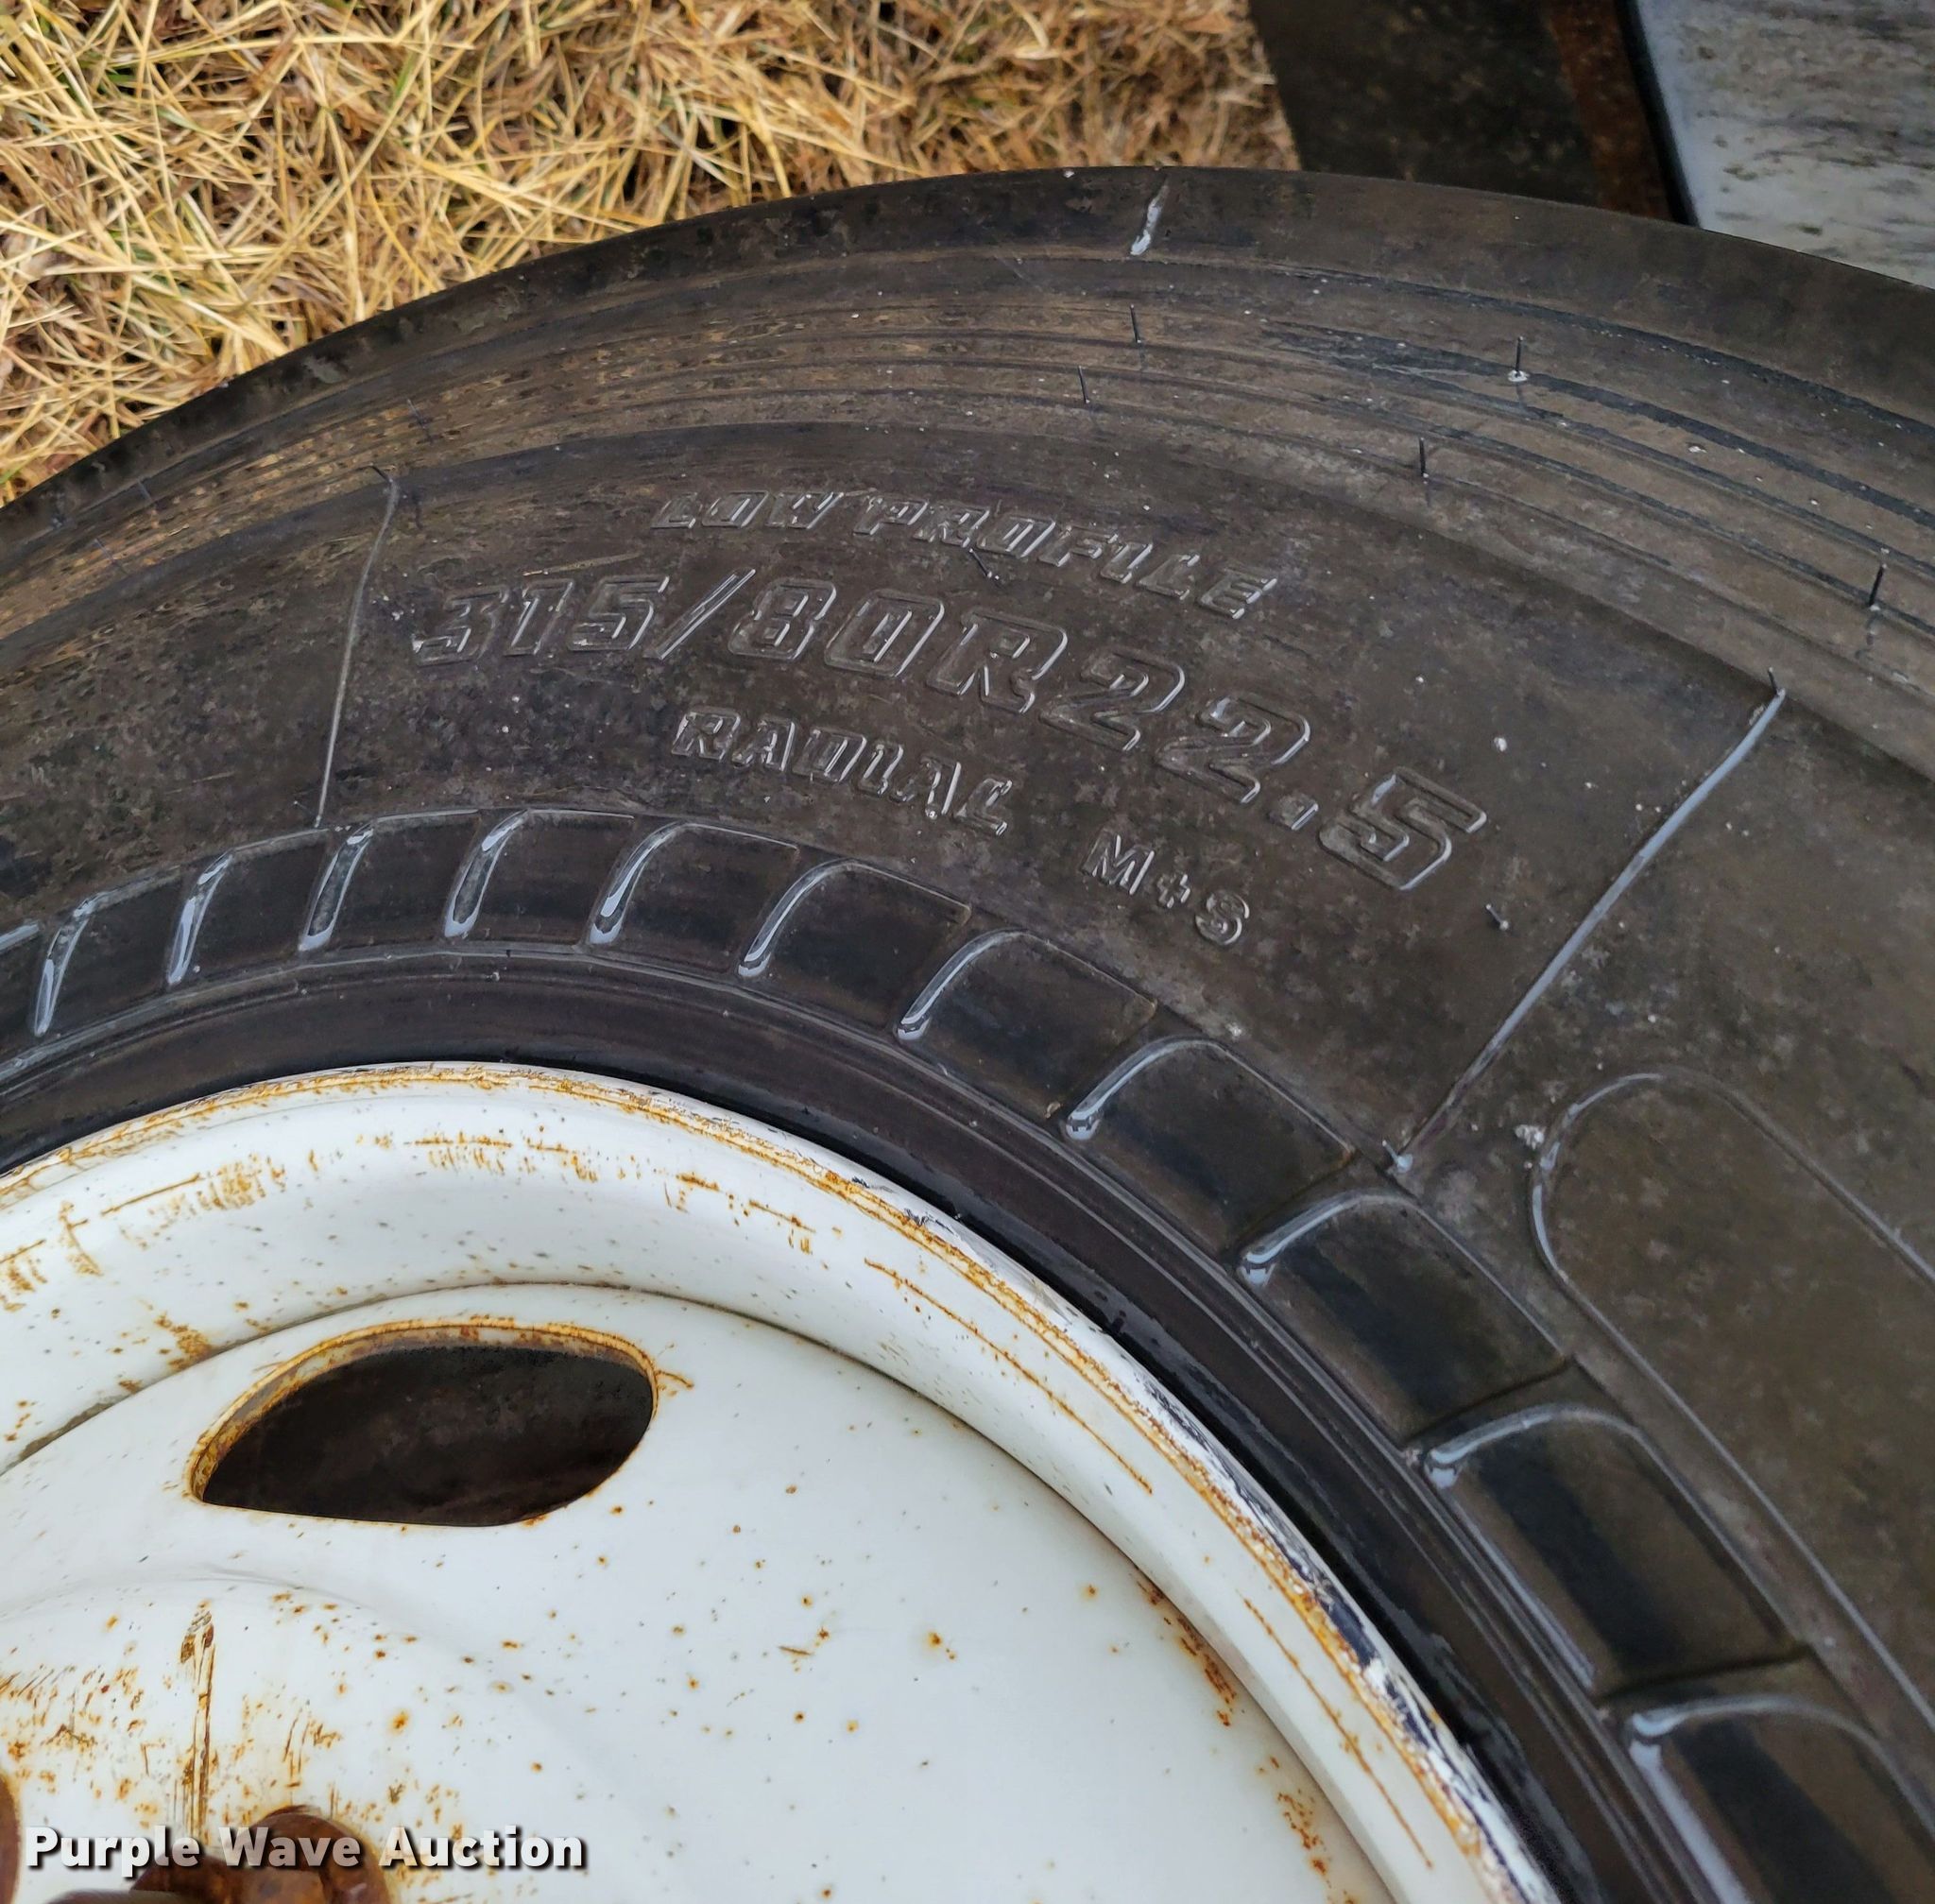 LOW PROFILE
315/80R22.5
RADIAL M+S
Purple Wave Auction